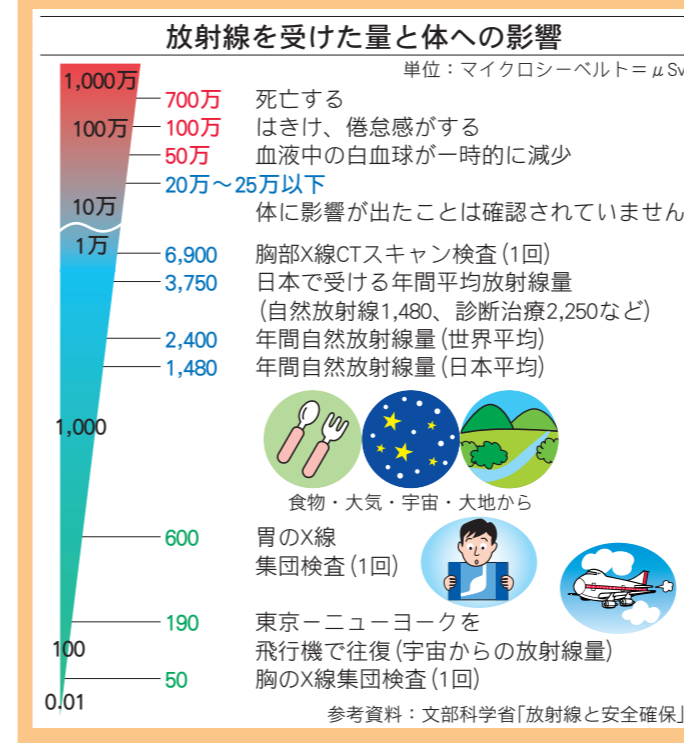 放射線を受けた量と体への影響
単位：マイクロシーベルト＝μSv
1,000万
700万 死亡する
100万 100万 はきけ、倦怠感がする
50万 血液中の白血球が一時的に減少
20万～25万以下
10万 体に影響が出たことは確認されていません
1万
6,900 胸部X線CTスキャン検査(1回)
3,750 日本で受ける年間平均放射線量
(自然放射線1,480、診断治療2,250など)
2,400 年間自然放射線量(世界平均)
1,480 年間自然放射線量(日本平均)
1,000
食物・大気・宇宙・大地から
600 胃のX線
集団検査(1回)
190 東京－ニューヨークを
100 飛行機で往復(宇宙からの放射線量)
50 胸のX線集団検査(1回)
0.01
参考資料：文部科学省「放射線と安全確保」